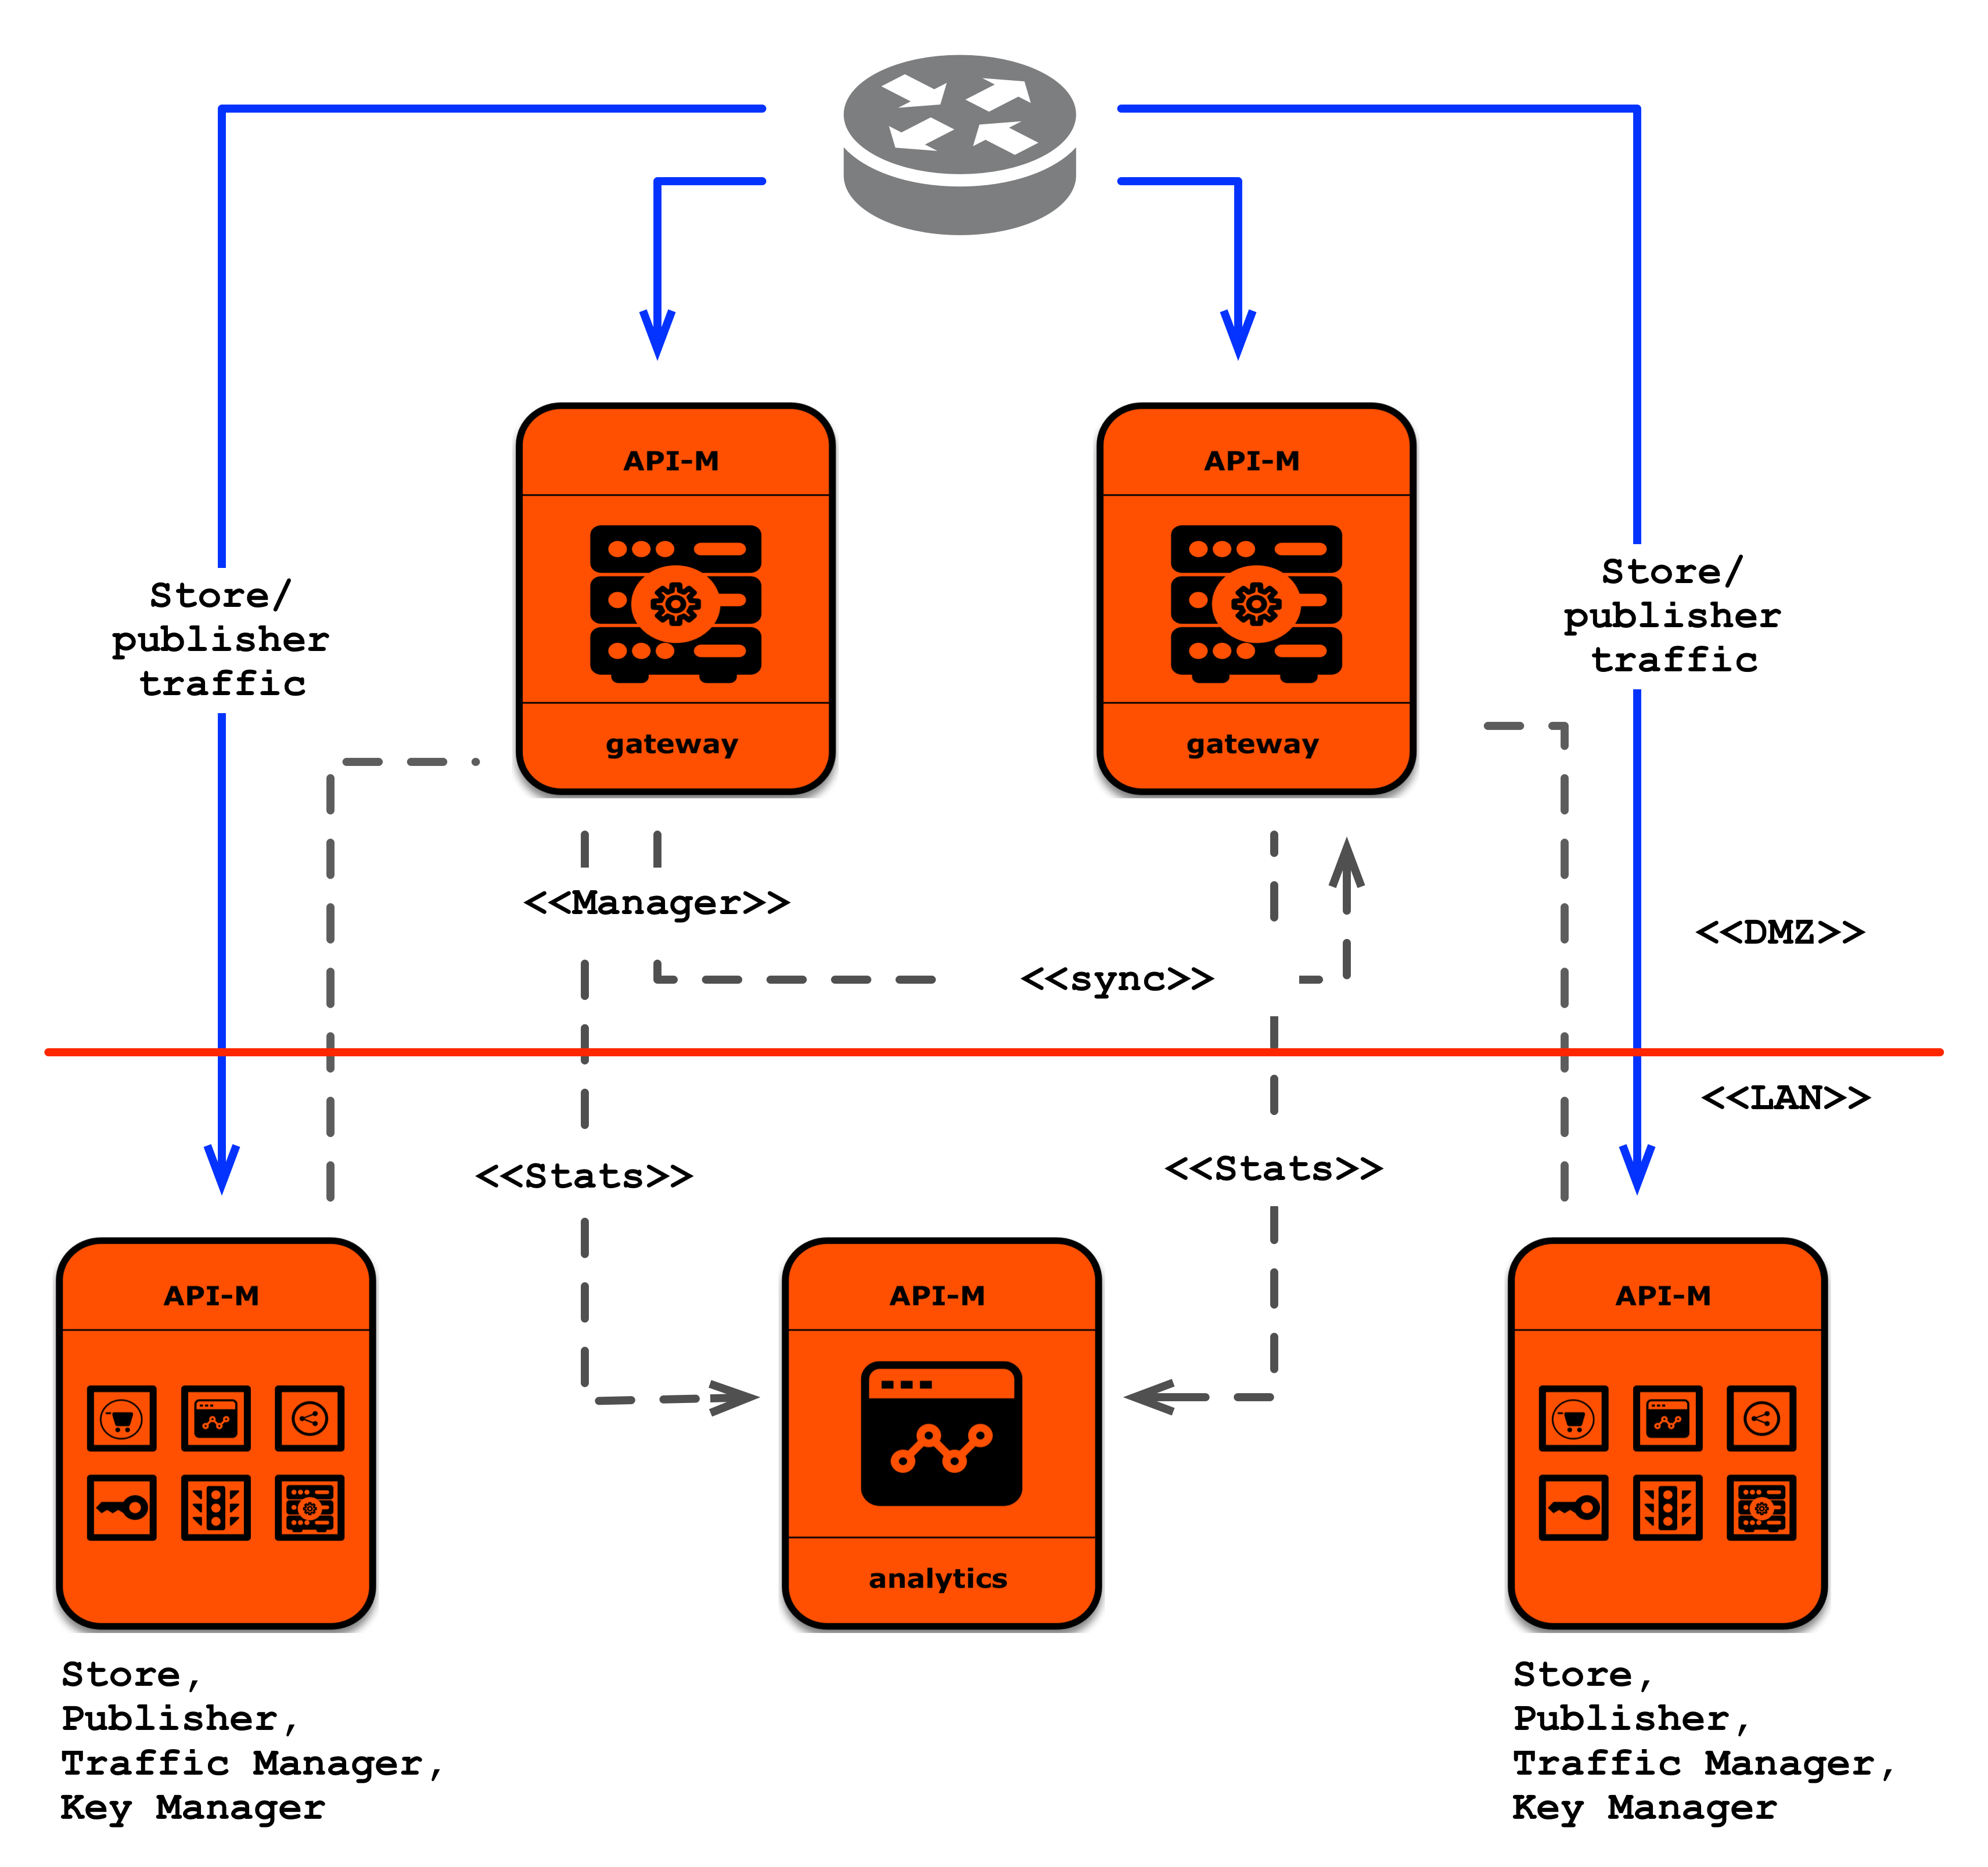 API-M
API-M
Store/
publisher
traffic
Store/
publisher
traffic
gateway
gateway
<<Manager>>
<<DMZ>>
<<sync>>
<<LAN>>
<<Stats>>
<<Stats>>
API-M
API-M
API-M
analytics
Store,
Publisher,
Traffic Manager,
Key Manager
Store,
Publisher,
Traffic Manager,
Key Manager